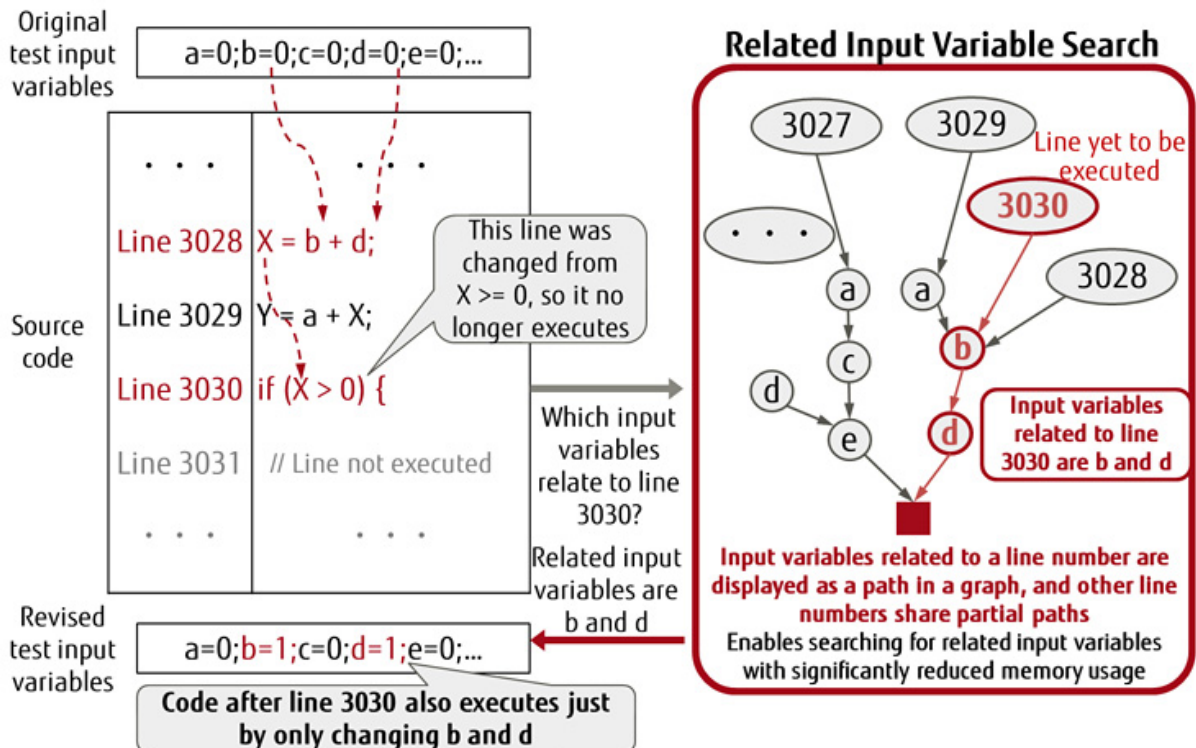 Original
test input
variables
a=0;b=0;c=0;d=0;e=0;...
Source
code
. . .
. . .
Line 3028
X = b + d;
Line 3029
Y = a + X;
Line 3030
if (X > 0) {
Line 3031
// Line not executed
. . .
. . .
This line was
changed from
X >= 0, so it no
longer executes
Which input
variables
relate to line
3030?
Related input
variables are
b and d
Revised
test input
variables
a=0;b=1;c=0;d=1;e=0;...
Code after line 3030 also executes just
by only changing b and d
Related Input Variable Search
3027
3029
Line yet to be
executed
3030
. . .
3028
a
a
b
c
d
d
e
Input variables
related to line
3030 are b and d
Input variables related to a line number are
displayed as a path in a graph, and other line
numbers share partial paths
Enables searching for related input variables
with significantly reduced memory usage